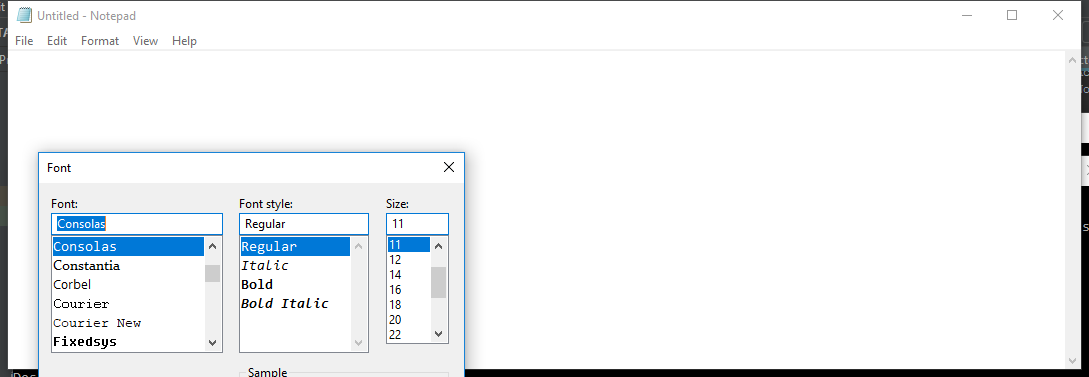 Untitled - Notepad
File Edit Format View Help
Font
Font: Font style: Size:
Consolas Regular 11
Consolas Regular 11
Constantia Italic 12
Corbel Bold 14
Courier Bold Italic 16
Courier New 18
Fixedsys 20
22
Sample